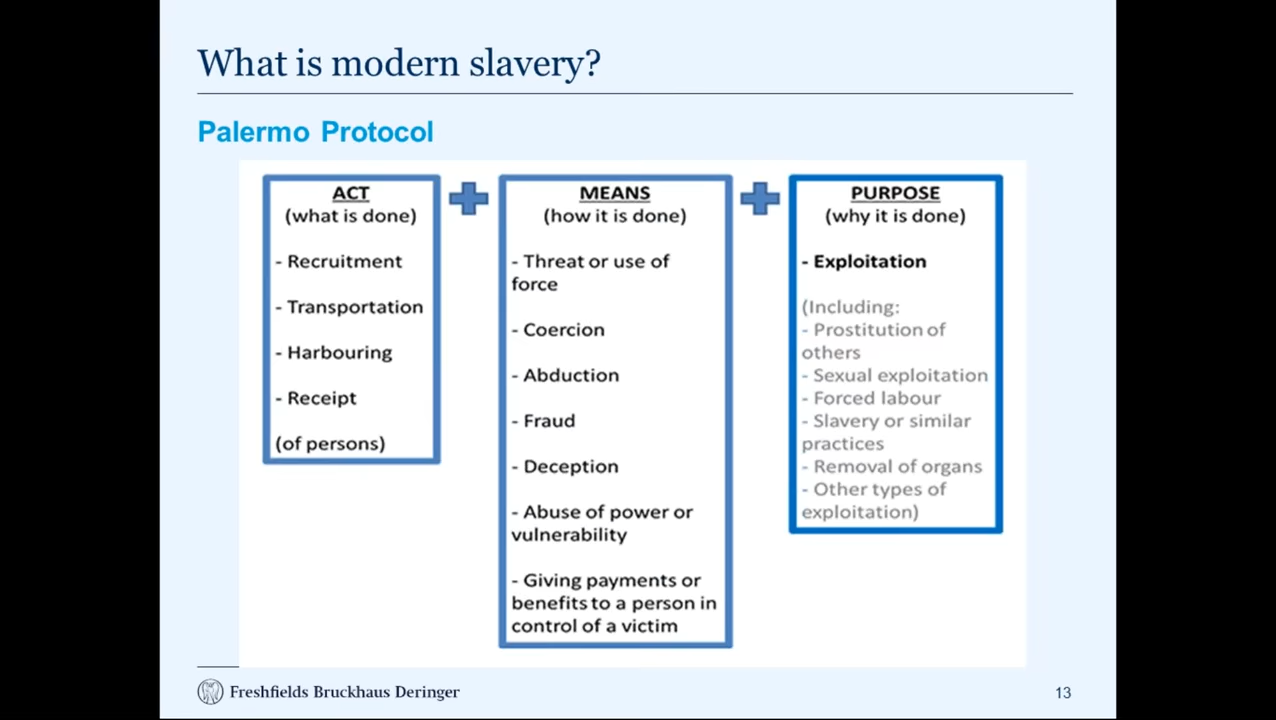 What is modern slavery?
Palermo Protocol
ACT
(what is done)
- Recruitment
- Transportation
- Harbouring
- Receipt
(of persons)
MEANS
(how it is done)
- Threat or use of
force
- Coercion
- Abduction
- Fraud
- Deception
- Abuse of power or
vulnerability
- Giving payments or
benefits to a person in
control of a victim
PURPOSE
(why it is done)
- Exploitation
(Including:
- Prostitution of
others
- Sexual exploitation
- Forced labour
- Slavery or similar
practices
- Removal of organs
- Other types of
exploitation)
Freshfields Bruckhaus Deringer
13